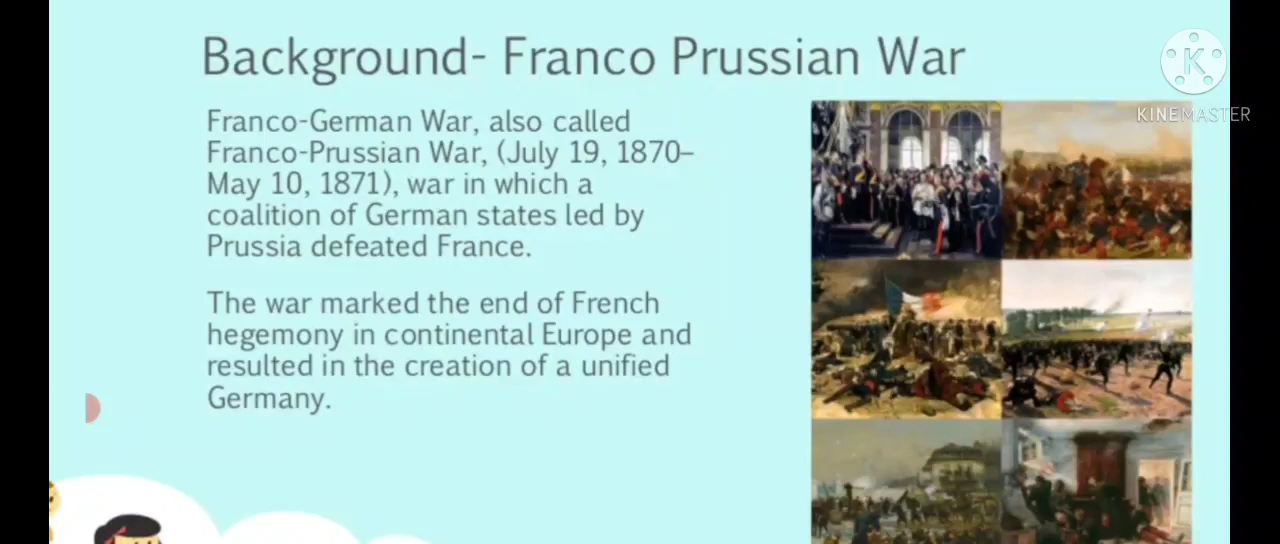 Background- Franco Prussian War
K
KINEMASTER
Franco-German War, also called
Franco-Prussian War, (July 19, 1870–
May 10, 1871), war in which a
coalition of German states led by
Prussia defeated France.
The war marked the end of French
hegemony in continental Europe and
resulted in the creation of a unified
Germany.